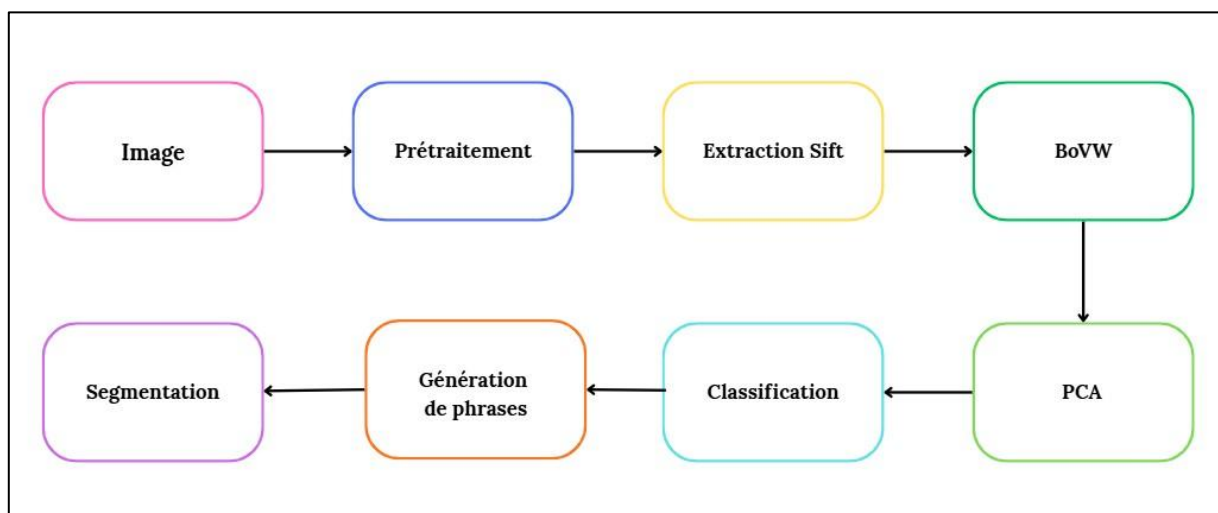 Image
Prétraitement
Extraction Sift
BoVW
Segmentation
Génération
de phrases
Classification
PCA